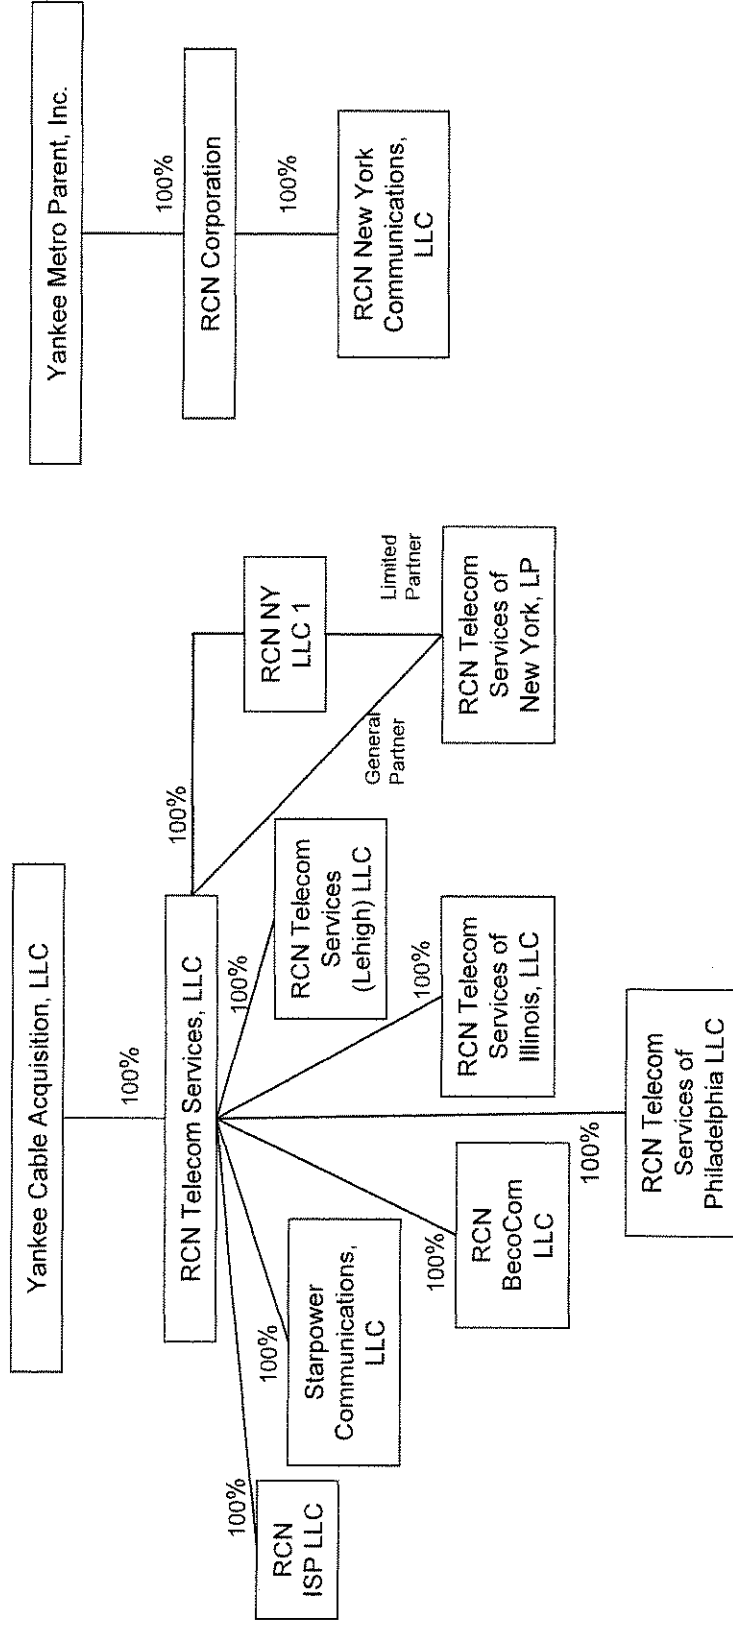 Yankee Cable Acquisition, LLC
100%
RCN Telecom Services, LLC
100%
100%
100%
100%
100%
100%
100%
RCN
ISP LLC
Starpower
Communications,
LLC
RCN
BecoCom
LLC
RCN Telecom
Services of
Philadelphia LLC
RCN Telecom
Services of
Illinois, LLC
RCN Telecom
Services
(Lehigh) LLC
RCN NY
LLC 1
General
Partner
Limited
Partner
RCN Telecom
Services of
New York, LP
Yankee Metro Parent, Inc.
100%
RCN Corporation
100%
RCN New York
Communications,
LLC